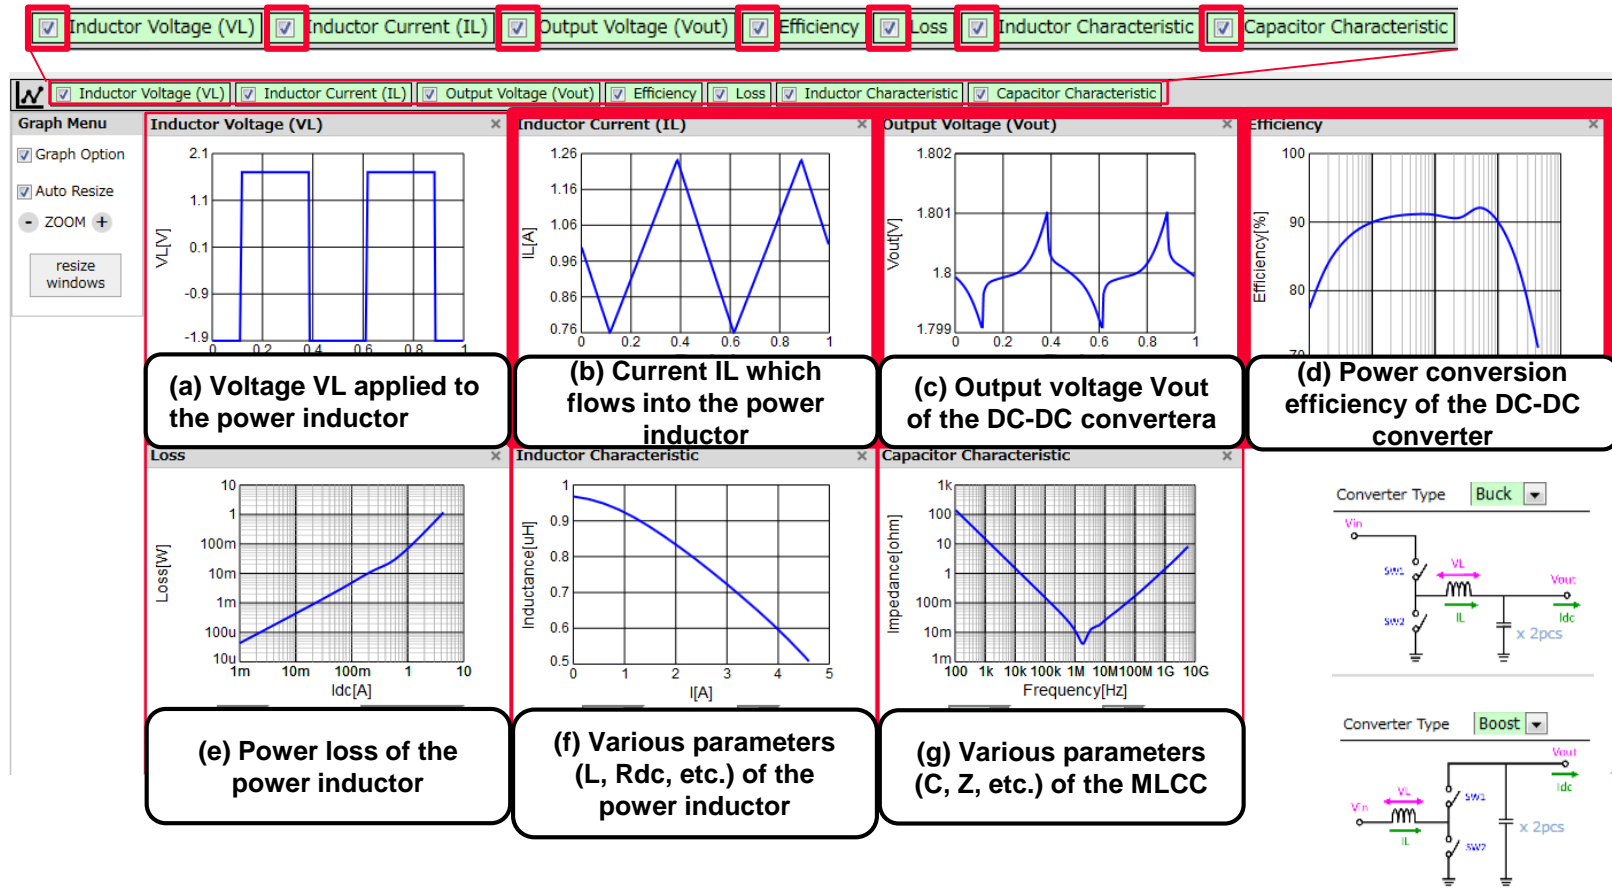 Inductor Voltage (VL) Inductor Current (IL) Output Voltage (Vout) Efficiency Loss Inductor Characteristic Capacitor Characteristic
Inductor Voltage (VL) Inductor Current (IL) Output Voltage (Vout) Efficiency Loss Inductor Characteristic Capacitor Characteristic
Graph Menu
Graph Option
Auto Resize
- ZOOM +
resize
windows
Inductor Voltage (VL) ×
VL[V]
2.1
1.1
0.1
-0.9
-1.9
0 0.2 0.4 0.6 0.8 1
(a) Voltage VL applied to
the power inductor
Inductor Current (IL) ×
IL[A]
1.26
1.16
1.06
0.96
0.86
0.76
0 0.2 0.4 0.6 0.8 1
(b) Current IL which
flows into the power
inductor
Output Voltage (Vout) ×
Vout[V]
1.802
1.801
1.8
1.799
0 0.2 0.4 0.6 0.8 1
(c) Output voltage Vout
of the DC-DC convertera
Efficiency ×
Efficiency[%]
100
90
80
70
(d) Power conversion
efficiency of the DC-DC
converter
Loss ×
Loss[W]
10
1
100m
10m
1m
100u
10u
1m 10m 100m 1 10
Idc[A]
(e) Power loss of the
power inductor
Inductor Characteristic ×
Inductance[uH]
1
0.9
0.8
0.7
0.6
0.5
0 1 2 3 4 5
I[A]
(f) Various parameters
(L, Rdc, etc.) of the
power inductor
Capacitor Characteristic ×
Impedance[ohm]
1k
100
10
1
100m
10m
1m
100 1k 10k 100k 1M 10M 100M 1G 10G
Frequency[Hz]
(g) Various parameters
(C, Z, etc.) of the MLCC
Converter Type Buck
Vin
SW1
VL
Vout
SW2
IL
Idc
x 2pcs
Converter Type Boost
Vout
Idc
VL
SW1
Vin
x 2pcs
IL
SW2